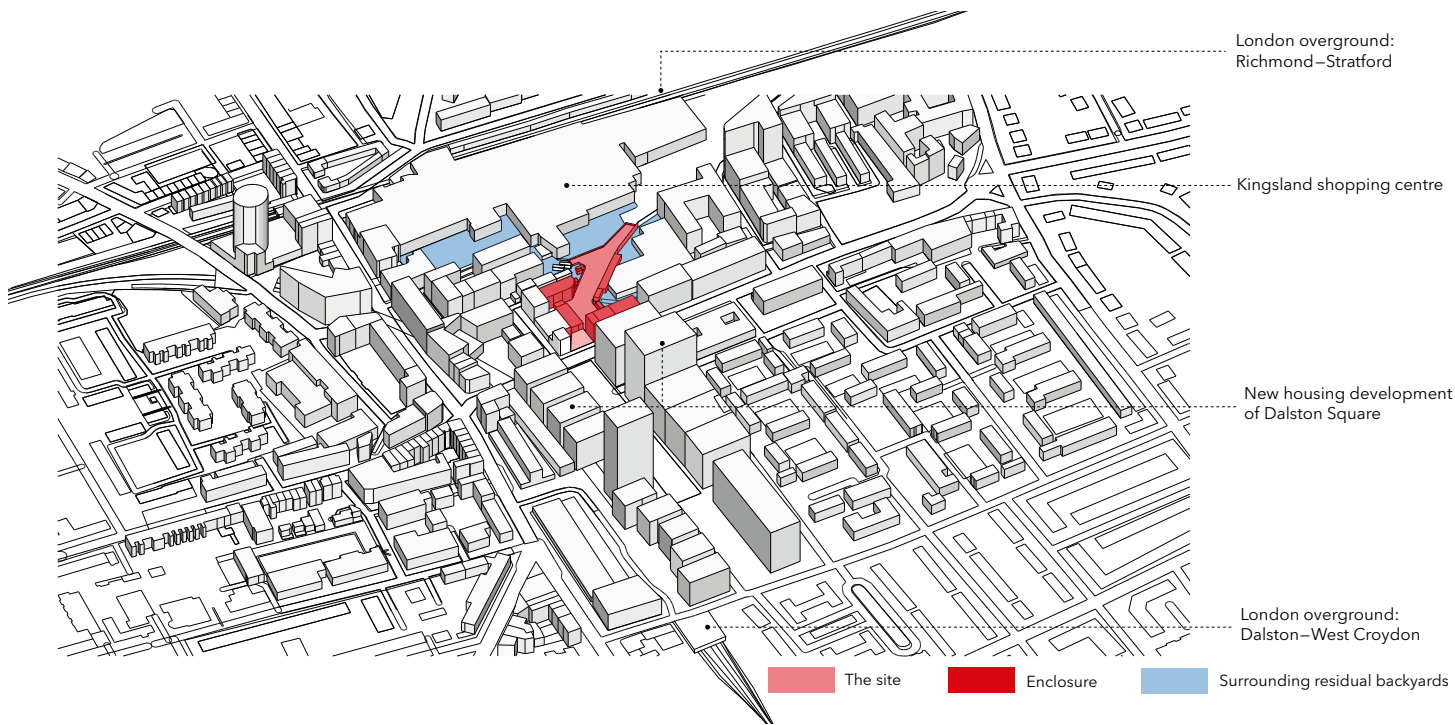 London overground:
Richmond–Stratford
Kingsland shopping centre
New housing development
of Dalston Square
London overground:
Dalston–West Croydon
The site
Enclosure
Surrounding residual backyards